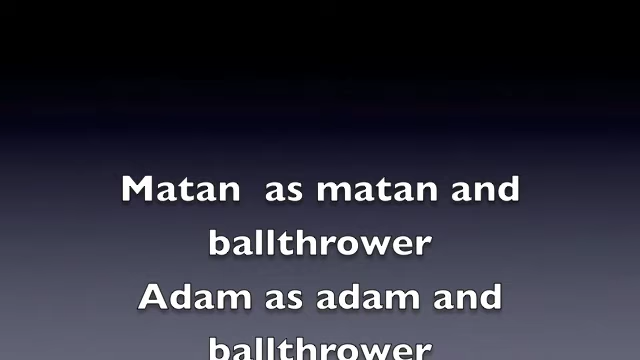 Matan  as matan and
ballthrower
Adam as adam and
ballthrower